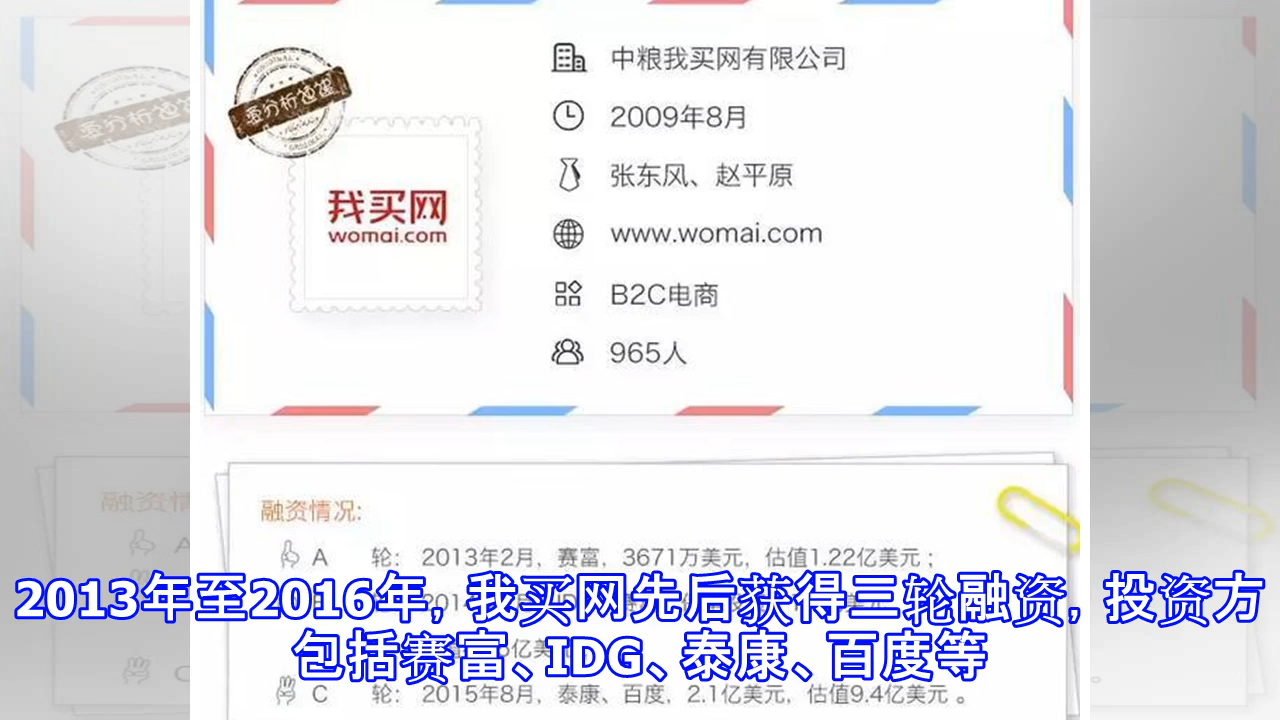 中粮我买网有限公司
2009年8月
张东风、赵平原
我买网
womai.com
www.womai.com
B2C电商
965人
融资情况:
A 轮： 2013年2月，赛富，3671万美元，估值1.22亿美元；
2013年至2016年，我买网先后获得三轮融资，投资方
包括赛富、IDG、泰康、百度等
C 轮： 2015年8月，泰康、百度，2.1亿美元，估值9.4亿美元 。